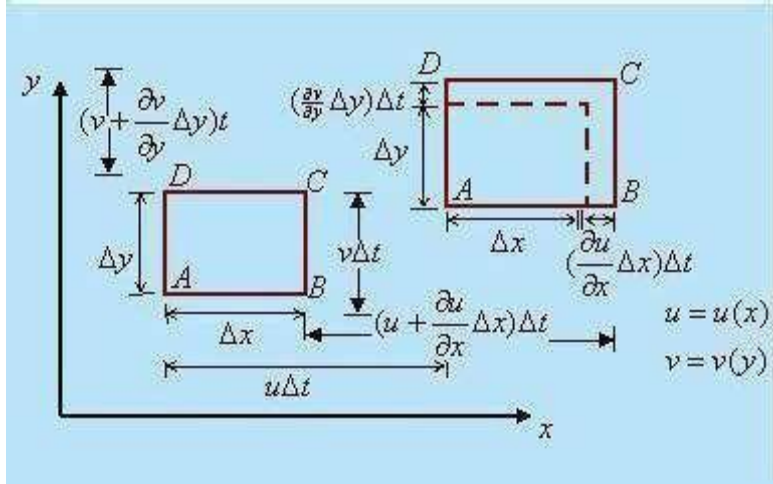 y
(v + ∂v/∂y Δy)t
D C
Δy
A B
Δx
vΔt
(u + ∂u/∂x Δx)Δt
uΔt
x
D C
(∂v/∂y Δy)Δt
Δy
A B
Δx
(∂u/∂x Δx)Δt
u = u(x)
v = v(y)